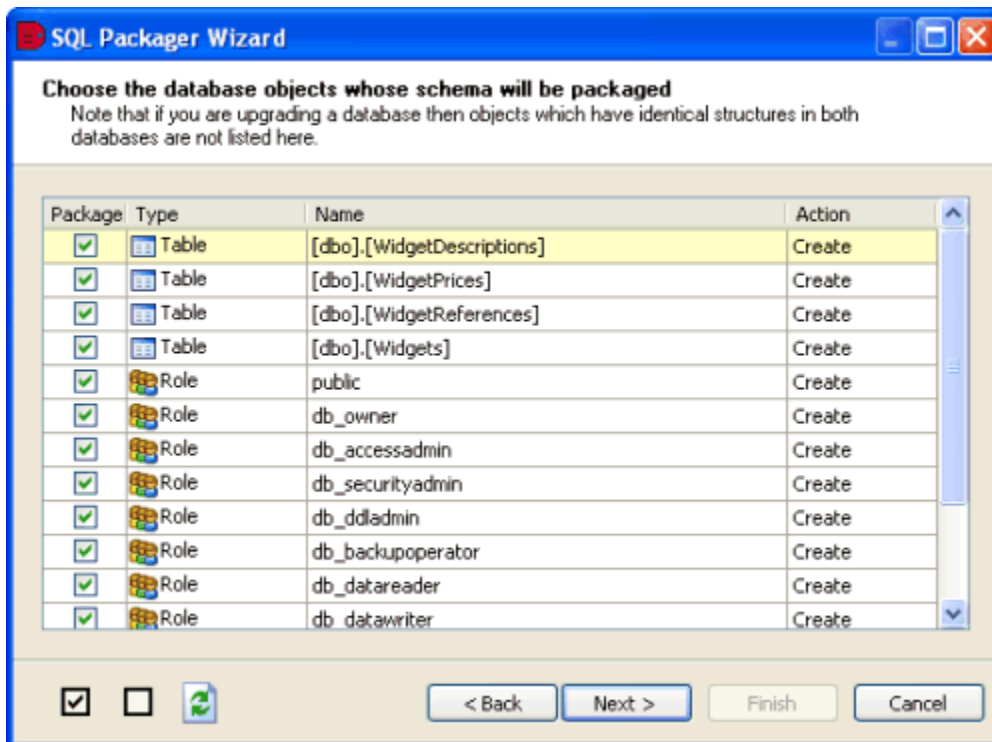 SQL Packager Wizard
Choose the database objects whose schema will be packaged
Note that if you are upgrading a database then objects which have identical structures in both
databases are not listed here.
Package Type Name Action
Table [dbo].[WidgetDescriptions] Create
Table [dbo].[WidgetPrices] Create
Table [dbo].[WidgetReferences] Create
Table [dbo].[Widgets] Create
Role public Create
Role db_owner Create
Role db_accessadmin Create
Role db_securityadmin Create
Role db_ddladmin Create
Role db_backupoperator Create
Role db_datareader Create
Role db_datawriter Create
< Back Next > Finish Cancel